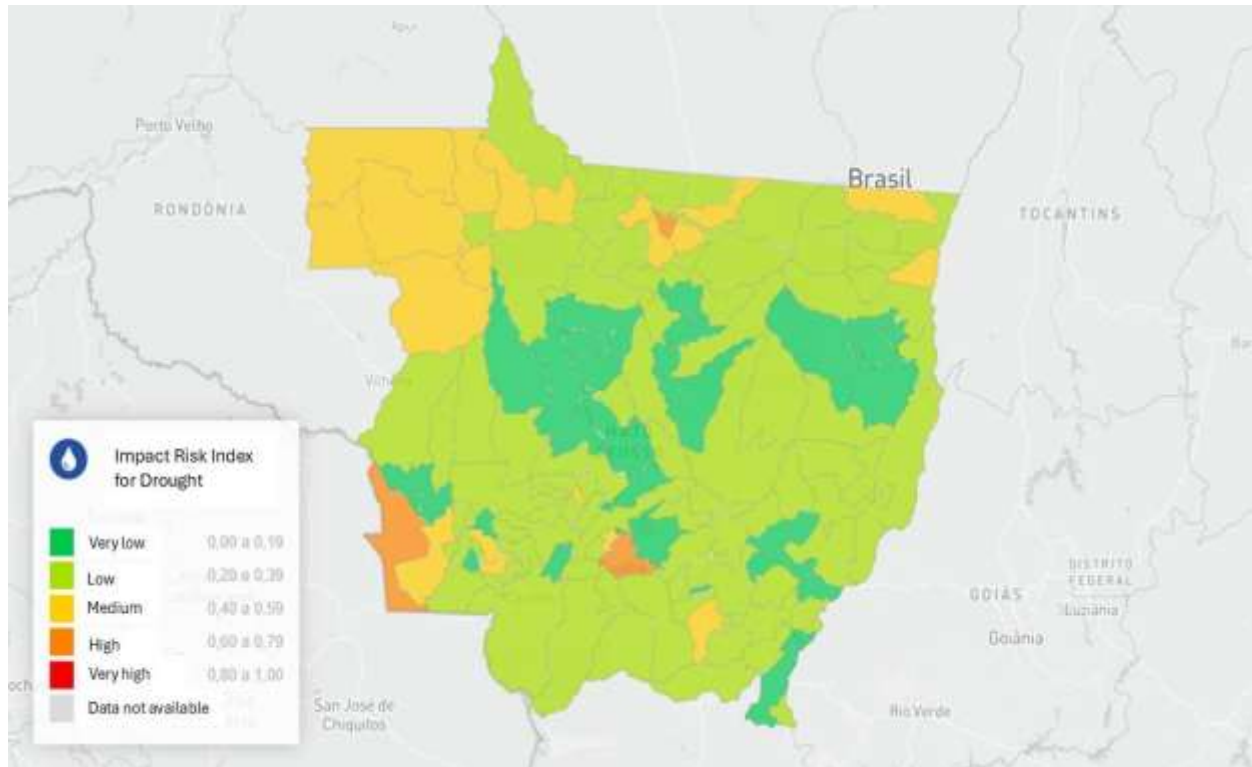 Porto Velho
Brasil
RONDÔNIA
TOCANTINS
Impact Risk Index
for Drought
Very low 0,00 a 0,19
Low 0,20 a 0,39
Medium 0,40 a 0,59
High 0,60 a 0,79
Very high 0,80 a 1,00
Data not available
DISTRITO
FEDERAL
GOIÁS
Luziânia
Goiânia
San José de
Chiquitos
Rio Verde